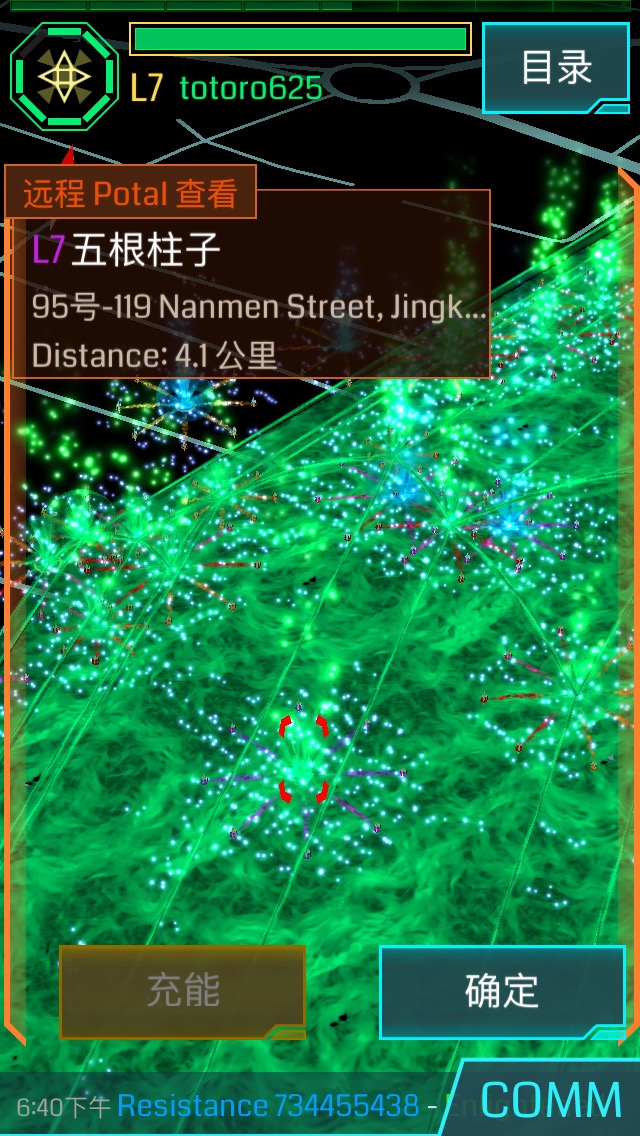 L7 totoro625
目录
远程 Potal 查看
L7 五根柱子
95号-119 Nanmen Street, Jingk...
Distance: 4.1 公里
充能
确定
6:40下午 Resistance 734455438 -
COMM